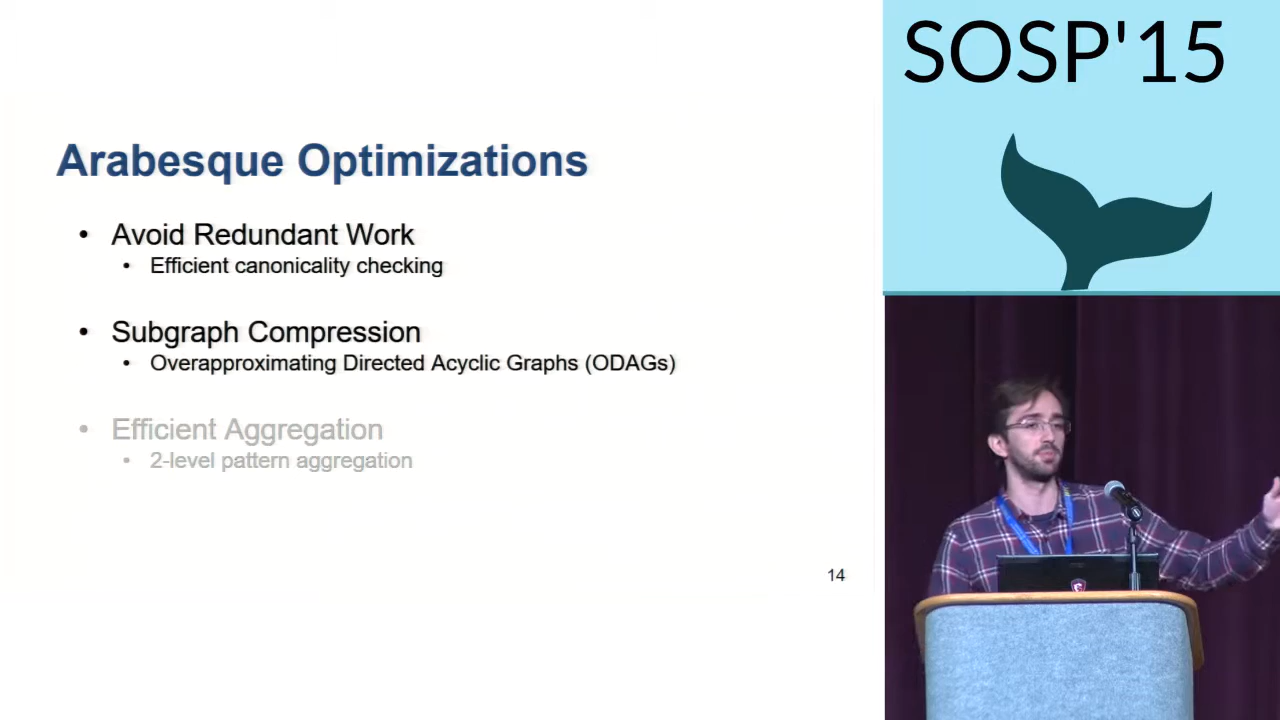 SOSP'15
Arabesque Optimizations
• Avoid Redundant Work
• Efficient canonicality checking
• Subgraph Compression
• Overapproximating Directed Acyclic Graphs (ODAGs)
• Efficient Aggregation
• 2-level pattern aggregation
14